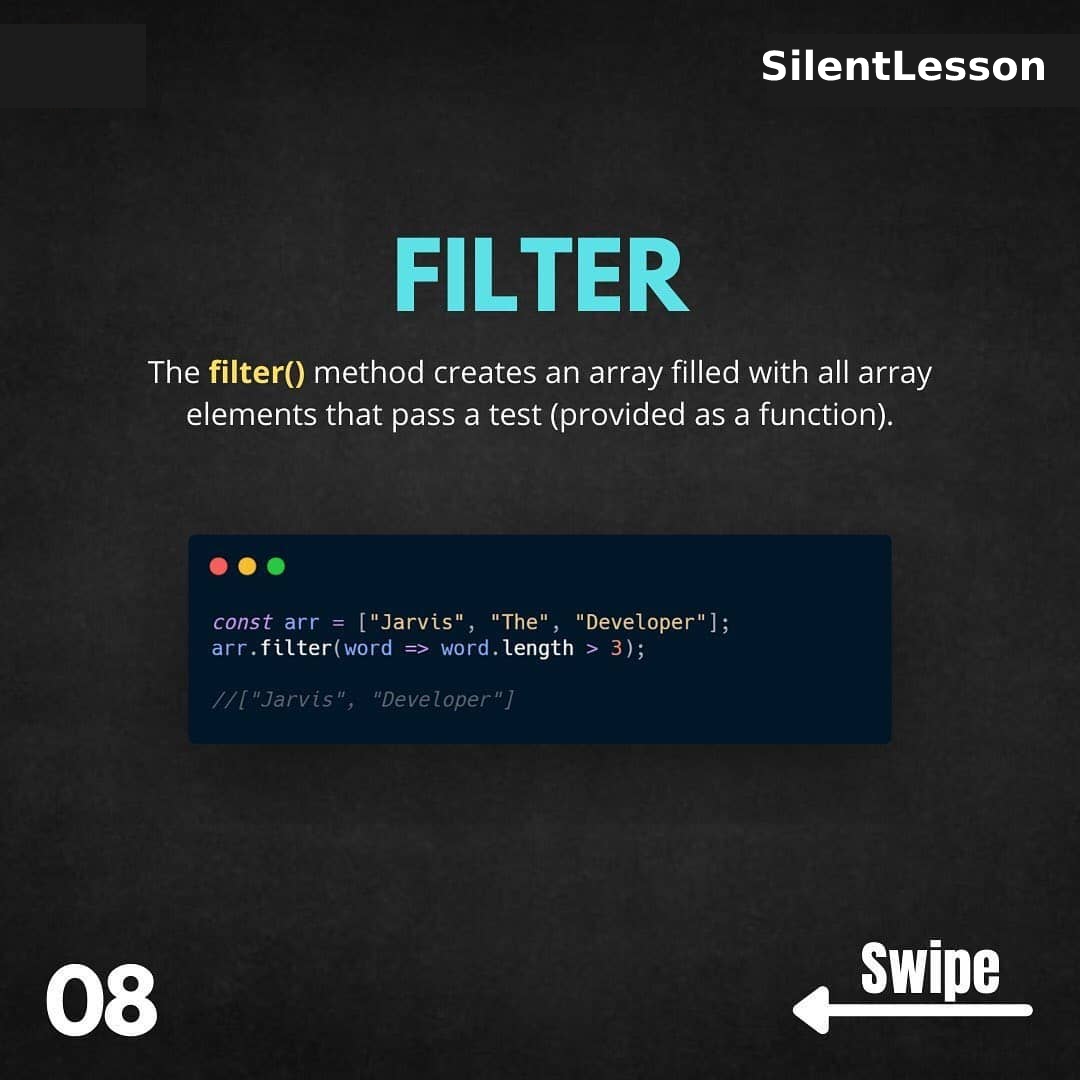 SilentLesson
FILTER
The filter() method creates an array filled with all array
elements that pass a test (provided as a function).
const arr = ["Jarvis", "The", "Developer"];
arr.filter(word => word.length > 3);
//["Jarvis", "Developer"]
08
Swipe